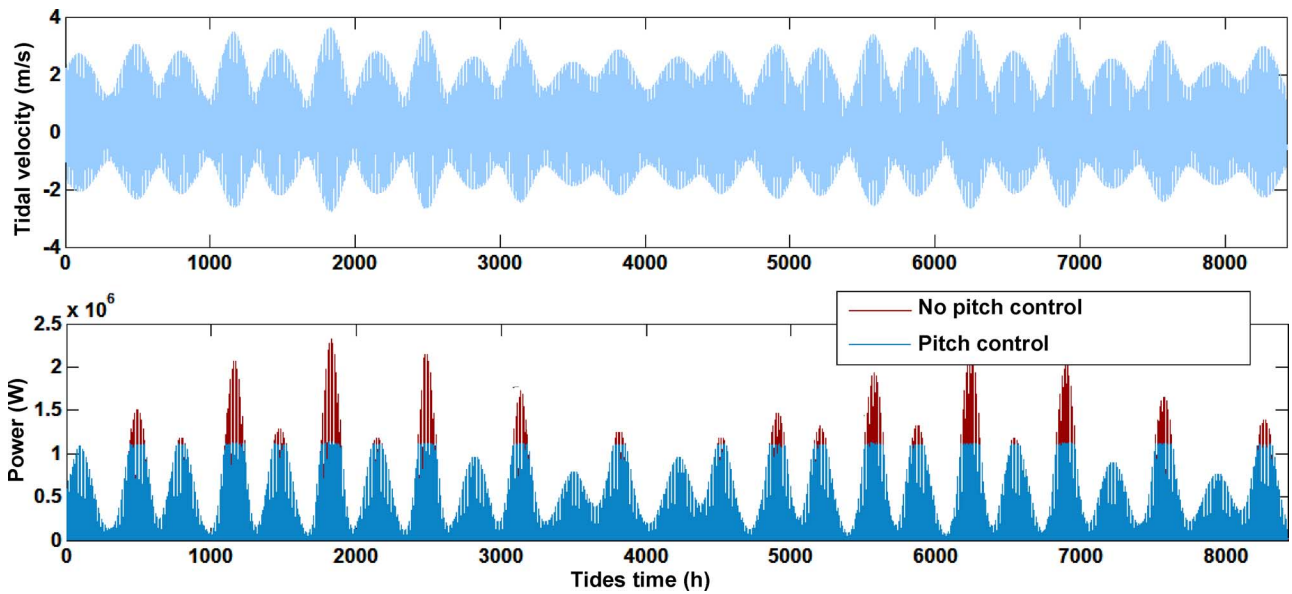 4
2
0
-2
-4
Tidal velocity (m/s)
0 1000 2000 3000 4000 5000 6000 7000 8000
x 10^6
No pitch control
Pitch control
2.5
2
1.5
1
0.5
0
Power (W)
0 1000 2000 3000 4000 5000 6000 7000 8000
Tides time (h)